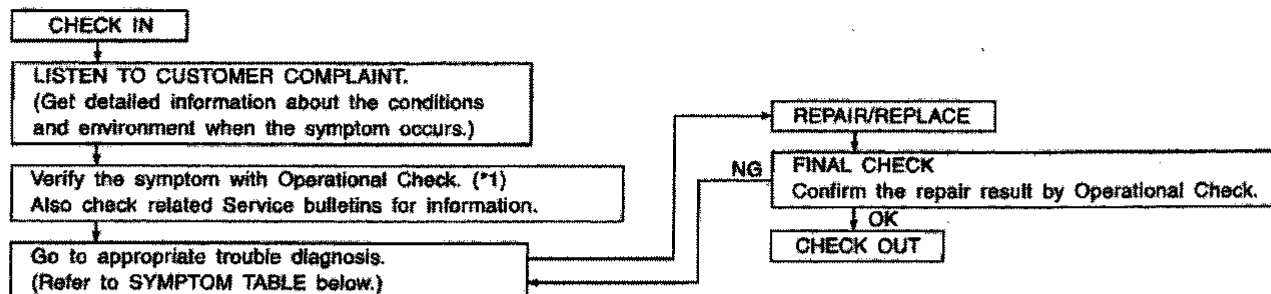 CHECK IN
LISTEN TO CUSTOMER COMPLAINT.
(Get detailed information about the conditions
and environment when the symptom occurs.)
Verify the symptom with Operational Check. (*1)
Also check related Service bulletins for information.
Go to appropriate trouble diagnosis.
(Refer to SYMPTOM TABLE below.)
REPAIR/REPLACE
NG
FINAL CHECK
Confirm the repair result by Operational Check.
OK
CHECK OUT